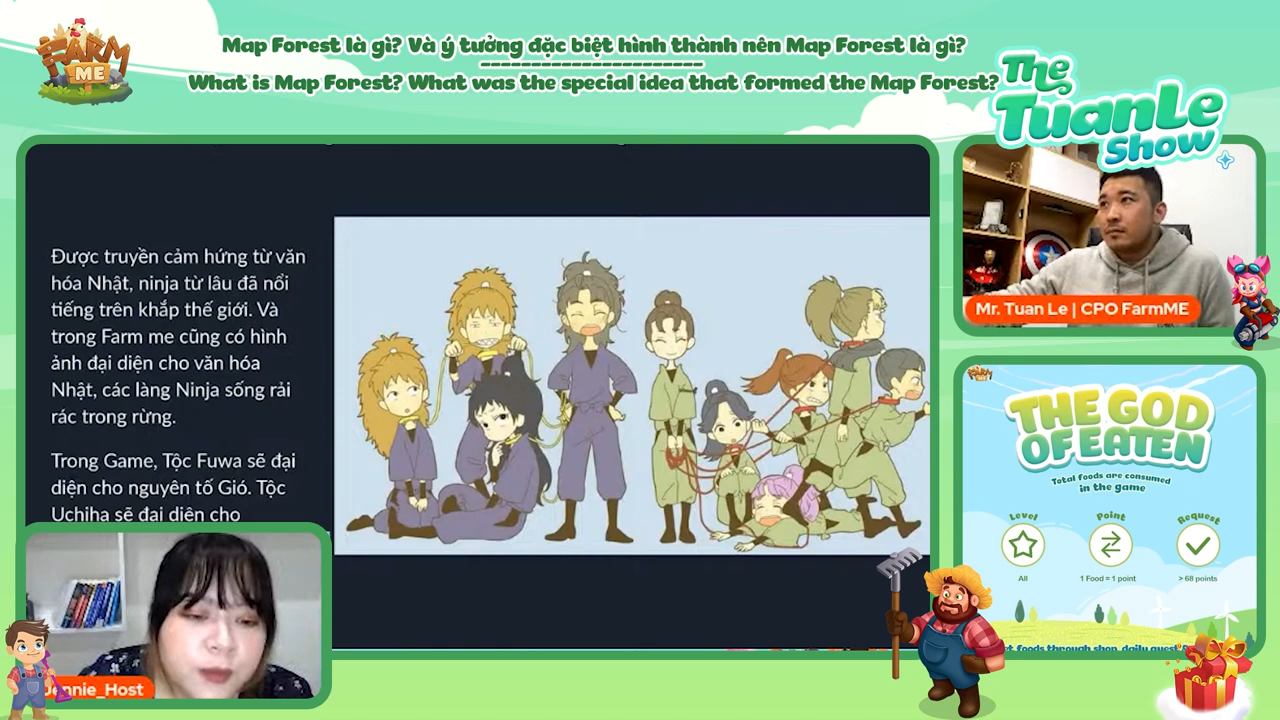 FARM
ME
Map Forest là gì? Và ý tưởng đặc biệt hình thành nên Map Forest là gì?
What is Map Forest? What was the special idea that formed the Map Forest?
The
TuanLe
Show
Được truyền cảm hứng từ văn
hóa Nhật, ninja từ lâu đã nổi
tiếng trên khắp thế giới. Và
trong Farm me cũng có hình
ảnh đại diện cho văn hóa
Nhật, các làng Ninja sống rải
rác trong rừng.
Trong Game, Tộc Fuwa sẽ đại
diện cho nguyên tố Gió. Tộc
Uchiha sẽ đại diện cho
Mr. Tuan Le | CPO FarmME
THE GOD
OF EATEN
Total foods are consumed
in the game
Level
Point
Request
All
1 Food = 1 point
> 68 points
foods through shop, daily quest
Jennie_Host